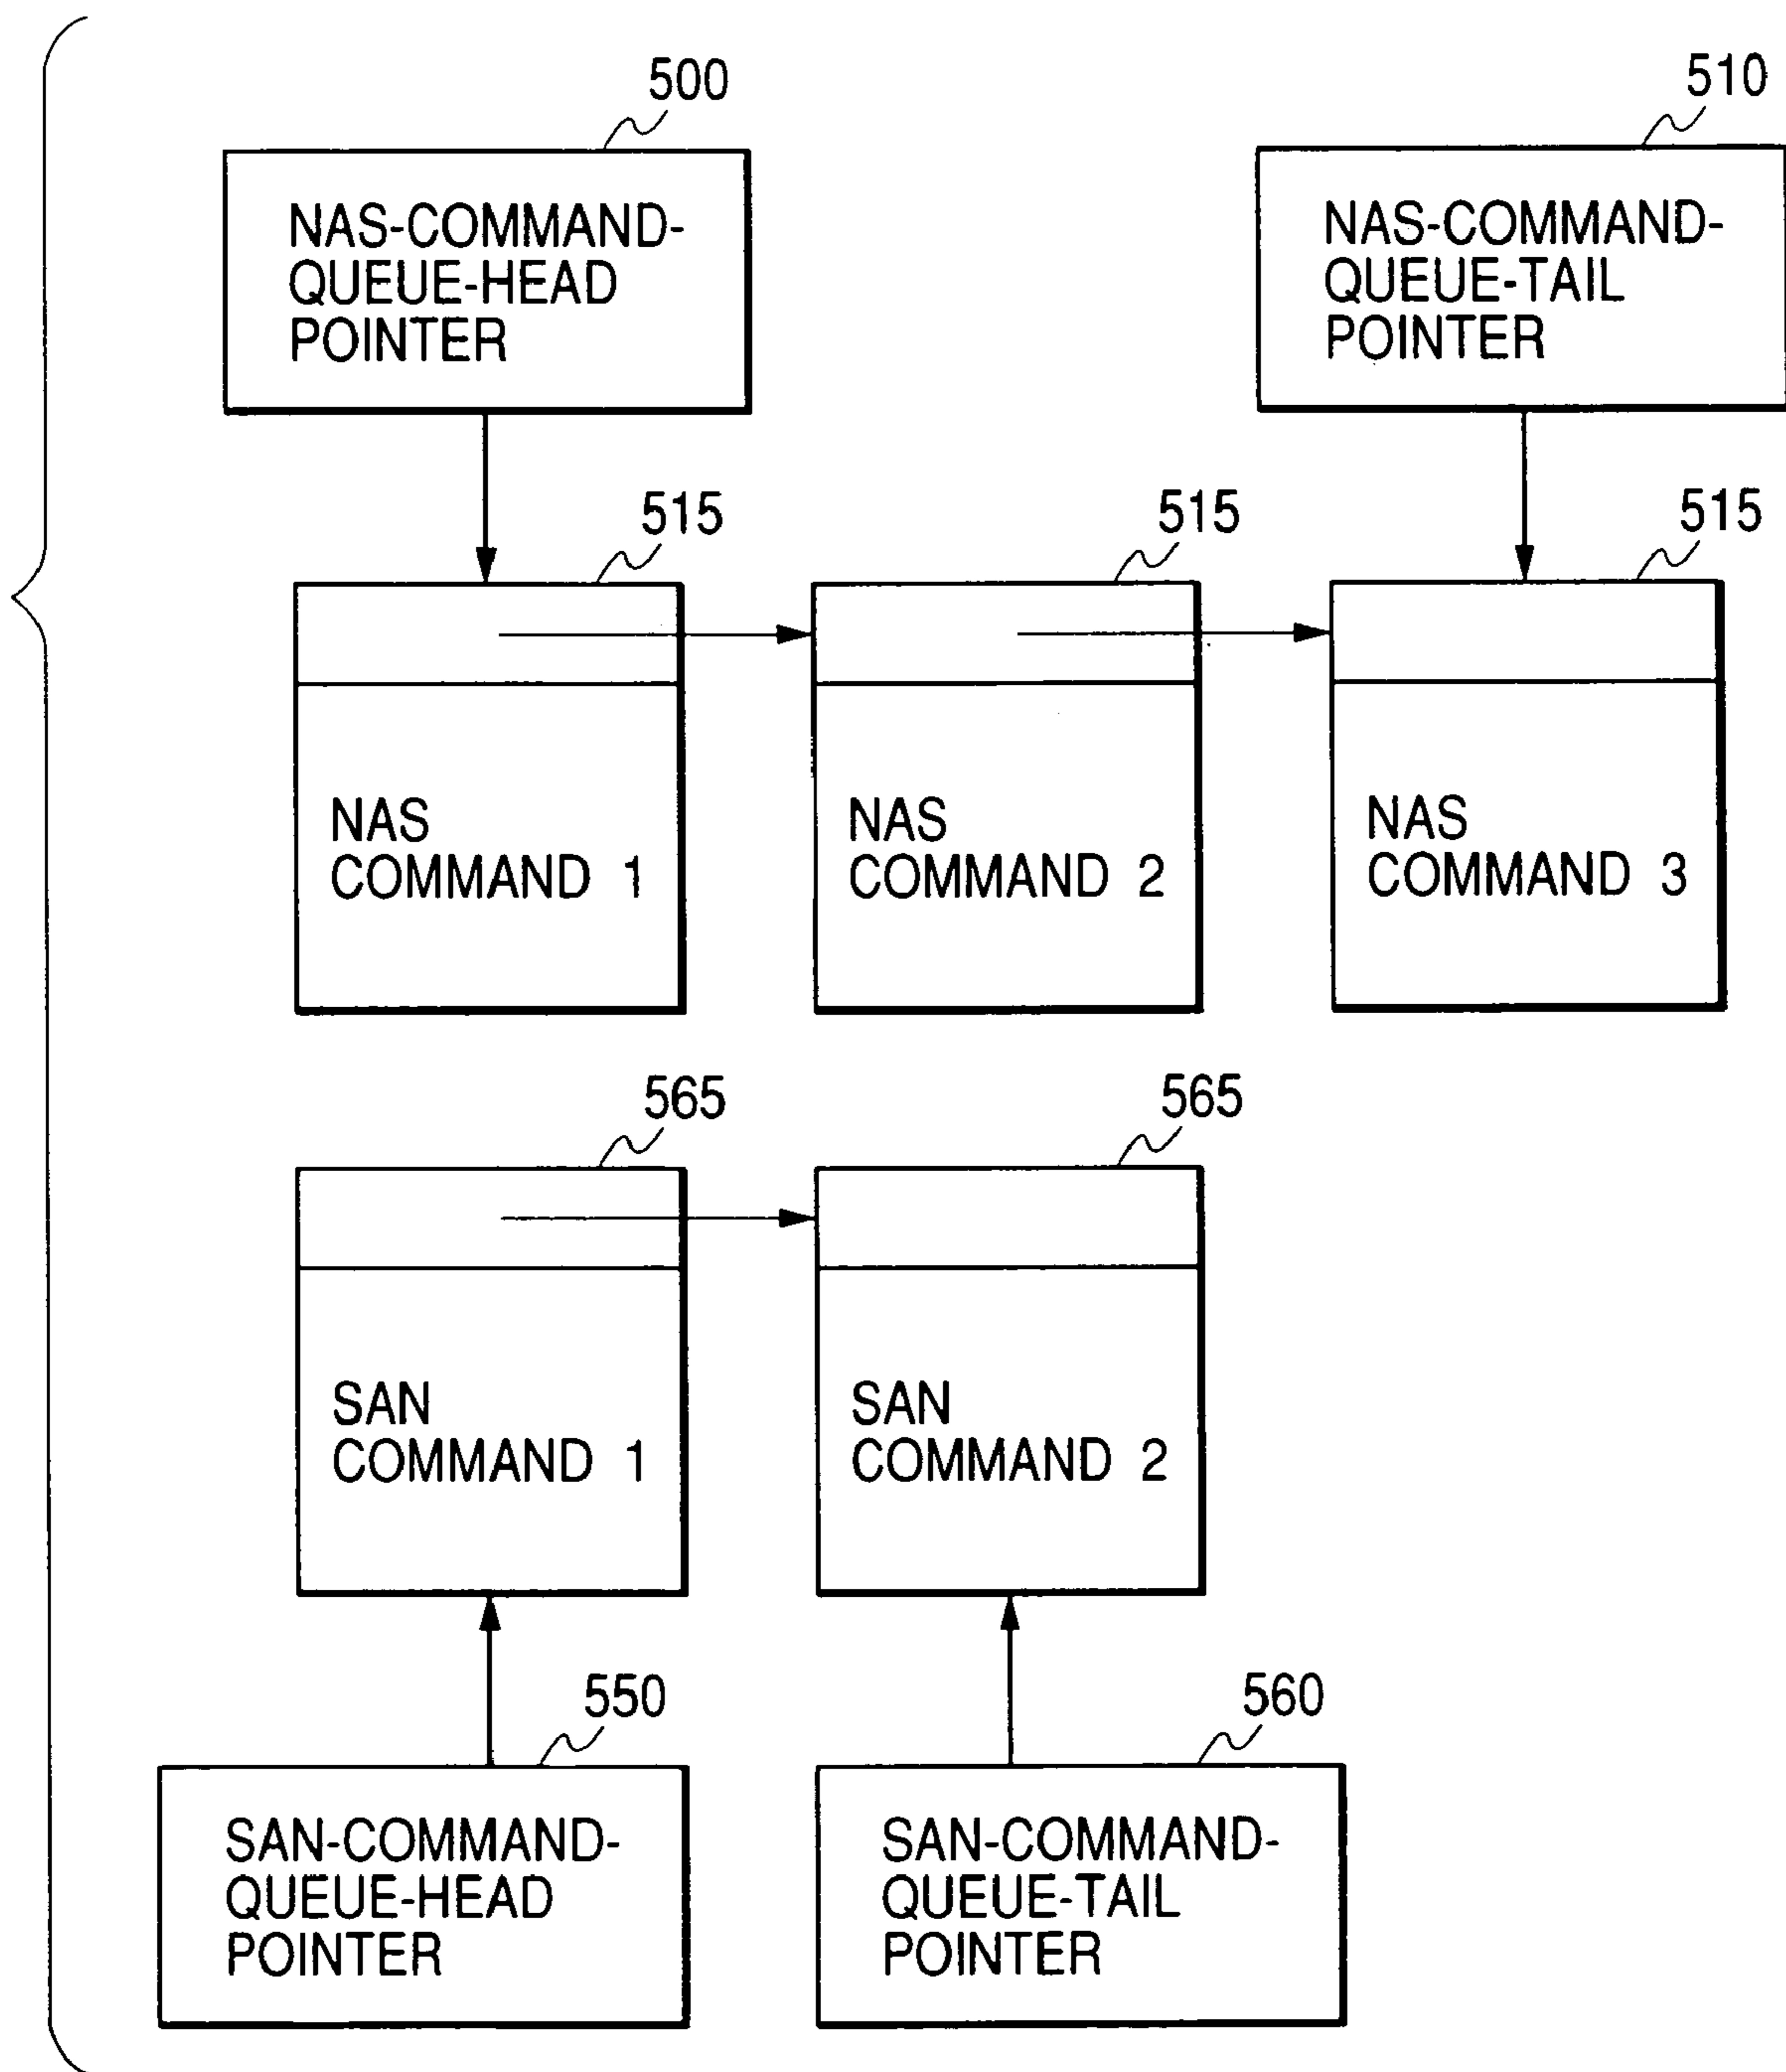 500
510
NAS-COMMAND-
QUEUE-HEAD
POINTER
NAS-COMMAND-
QUEUE-TAIL
POINTER
515
515
515
NAS
COMMAND 1
NAS
COMMAND 2
NAS
COMMAND 3
565
565
SAN
COMMAND 1
SAN
COMMAND 2
550
560
SAN-COMMAND-
QUEUE-HEAD
POINTER
SAN-COMMAND-
QUEUE-TAIL
POINTER